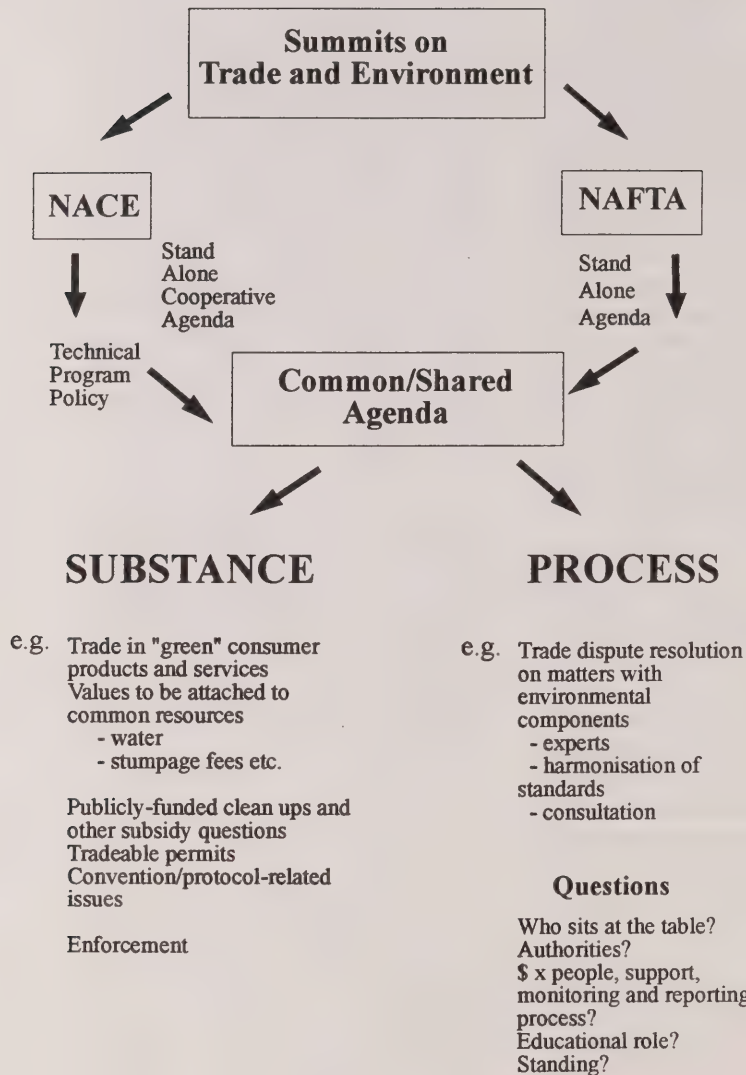 Summits on
Trade and Environment
NACE
NAFTA
Stand
Alone
Cooperative
Agenda
Stand
Alone
Agenda
Technical
Program
Policy
Common/Shared
Agenda
SUBSTANCE
e.g. Trade in "green" consumer
products and services
Values to be attached to
common resources
- water
- stumpage fees etc.
Publicly-funded clean ups and
other subsidy questions
Tradeable permits
Convention/protocol-related
issues
Enforcement
PROCESS
e.g. Trade dispute resolution
on matters with
environmental
components
- experts
- harmonisation of
standards
- consultation
Questions
Who sits at the table?
Authorities?
$ x people, support,
monitoring and reporting
process?
Educational role?
Standing?